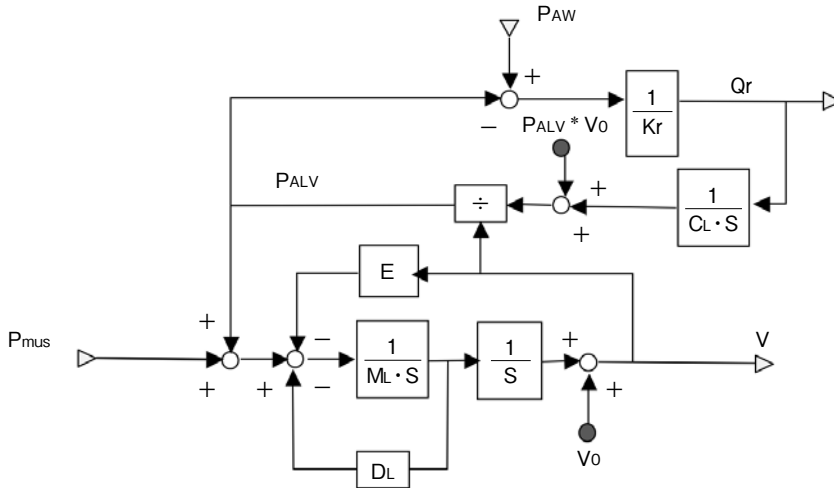 PAW
+
−
1
Kr
Qr
PALV * V0
PALV
÷
+
+
1
CL・S
E
Pmus
+
+
−
+
−
1
ML・S
1
S
+
+
V
DL
V0